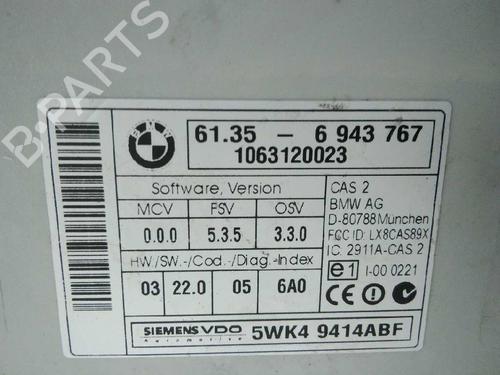 B-PARTS
BMW
61.35 - 6 943 767
1063120023
Software, Version
MCV FSV OSV
0.0.0 5.3.5 3.3.0
HW/SW.-/Cod.-/Diag.-Index
03 22.0 05 6A0
CAS 2
BMW AG
D-80788 München
FCC ID: LX8CAS89X
IC: 2911A-CAS 2
e1 I-00 0221
CE N
SIEMENS VDO
Automotive
5WK4 9414ABF